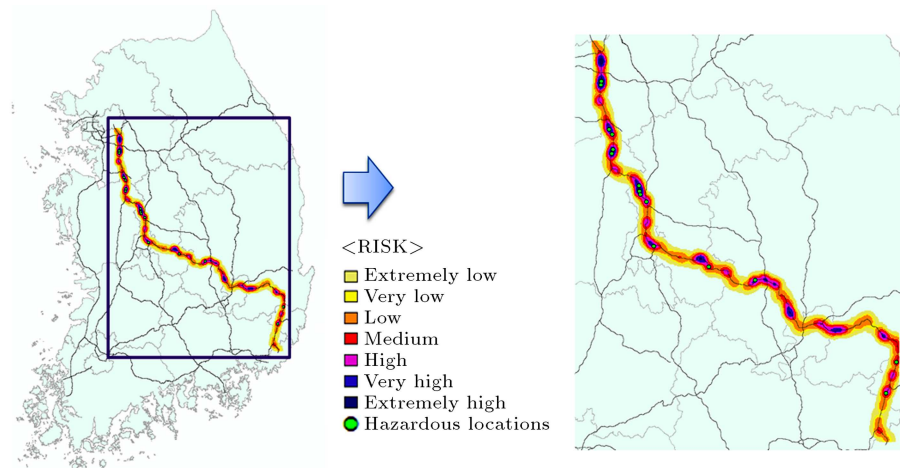 <RISK>
Extremely low
Very low
Low
Medium
High
Very high
Extremely high
Hazardous locations